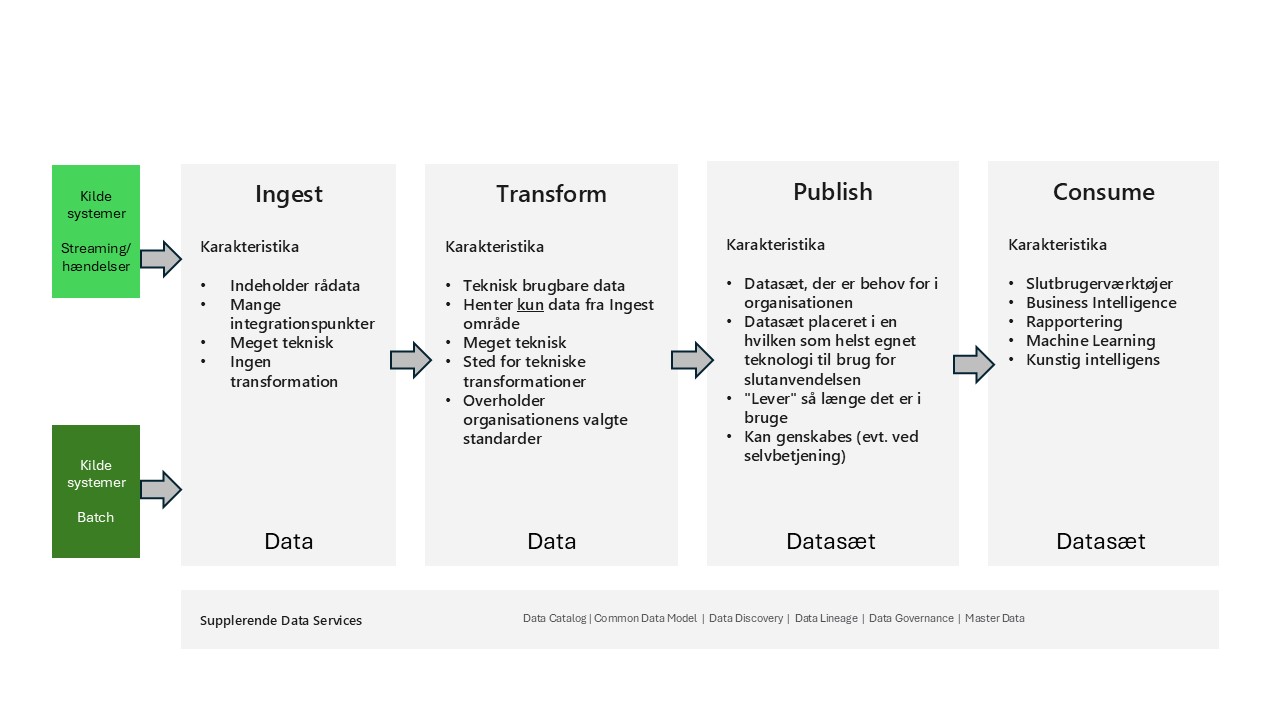 Kilde
systemer
Streaming/
hændelser
Kilde
systemer
Batch
Ingest
Karakteristika
• Indeholder rådata
• Mange
integrationspunkter
• Meget teknisk
• Ingen
transformation
Data
Transform
Karakteristika
• Teknisk brugbare data
• Henter kun data fra Ingest
område
• Meget teknisk
• Sted for tekniske
transformationer
• Overholder
organisationens valgte
standarder
Data
Publish
Karakteristika
• Datasæt, der er behov for i
organisationen
• Datasæt placeret i en
hvilken som helst egnet
teknologi til brug for
slutanvendelsen
• "Lever" så længe det er i
bruge
• Kan genskabes (evt. ved
selvbetjening)
Datasæt
Consume
Karakteristika
• Slutbrugerværktøjer
• Business Intelligence
• Rapportering
• Machine Learning
• Kunstig intelligens
Datasæt
Supplerende Data Services
Data Catalog | Common Data Model | Data Discovery | Data Lineage | Data Governance | Master Data